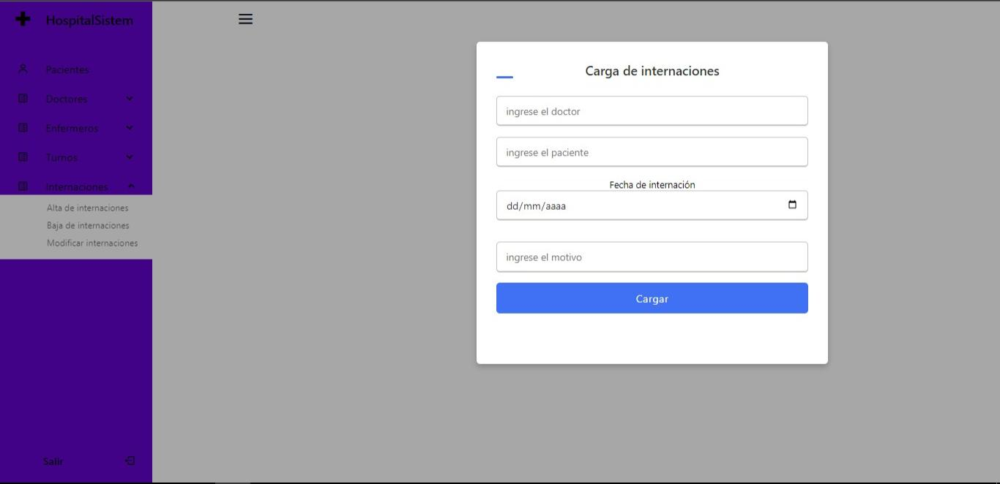 HospitalSistem
Pacientes
Doctores
Enfermeros
Turnos
Internaciones
Alta de internaciones
Baja de internaciones
Modificar internaciones
Salir
Carga de internaciones
ingrese el doctor
ingrese el paciente
Fecha de internación
dd/mm/aaaa
ingrese el motivo
Cargar